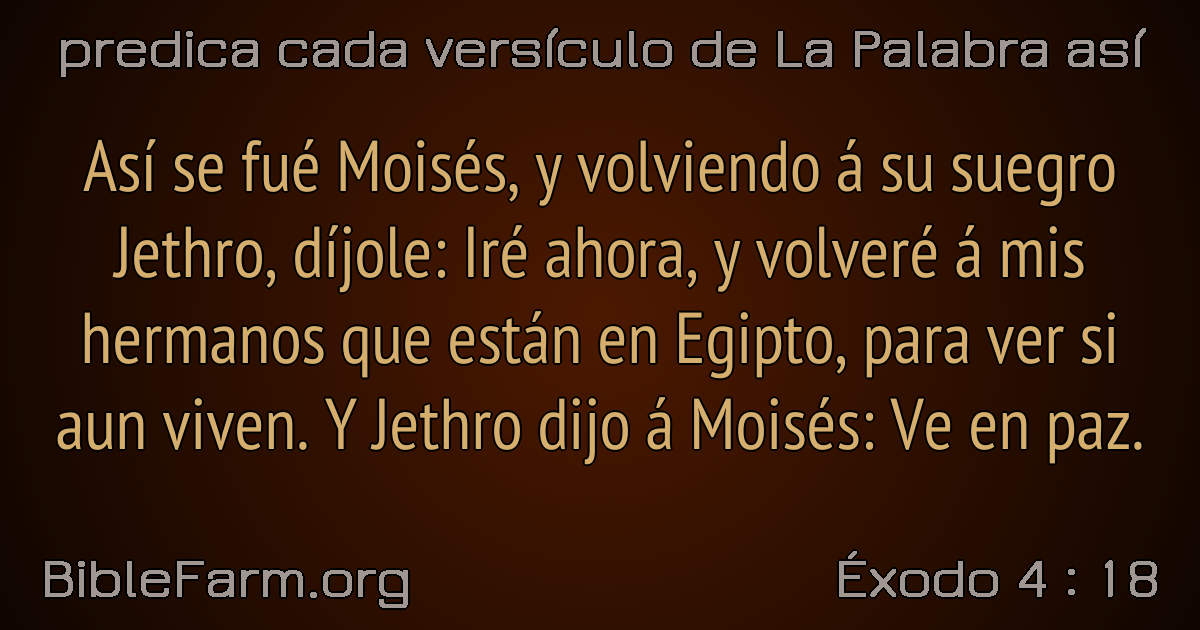 predica cada versículo de La Palabra así
Así se fué Moisés, y volviendo á su suegro
Jethro, díjole: Iré ahora, y volveré á mis
hermanos que están en Egipto, para ver si
aun viven. Y Jethro dijo á Moisés: Ve en paz.
BibleFarm.org
Éxodo 4 : 18